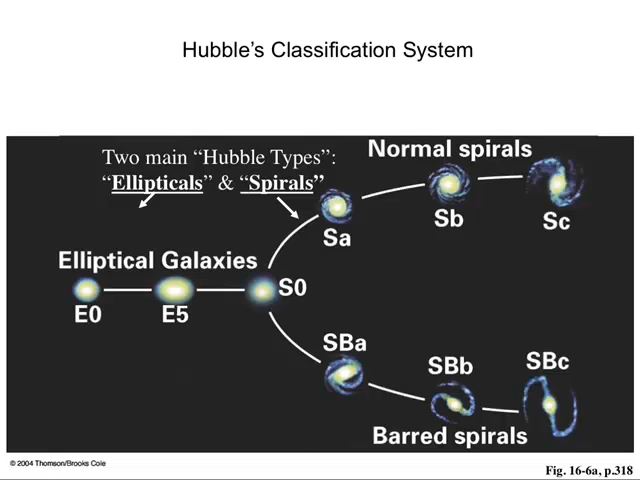 Hubble’s Classification System
Two main “Hubble Types”:
“Ellipticals” & “Spirals”
Normal spirals
Sa
Sb
Sc
Elliptical Galaxies
E0
E5
S0
SBa
SBb
SBc
Barred spirals
© 2004 Thomson/Brooks Cole
Fig. 16-6a, p.318